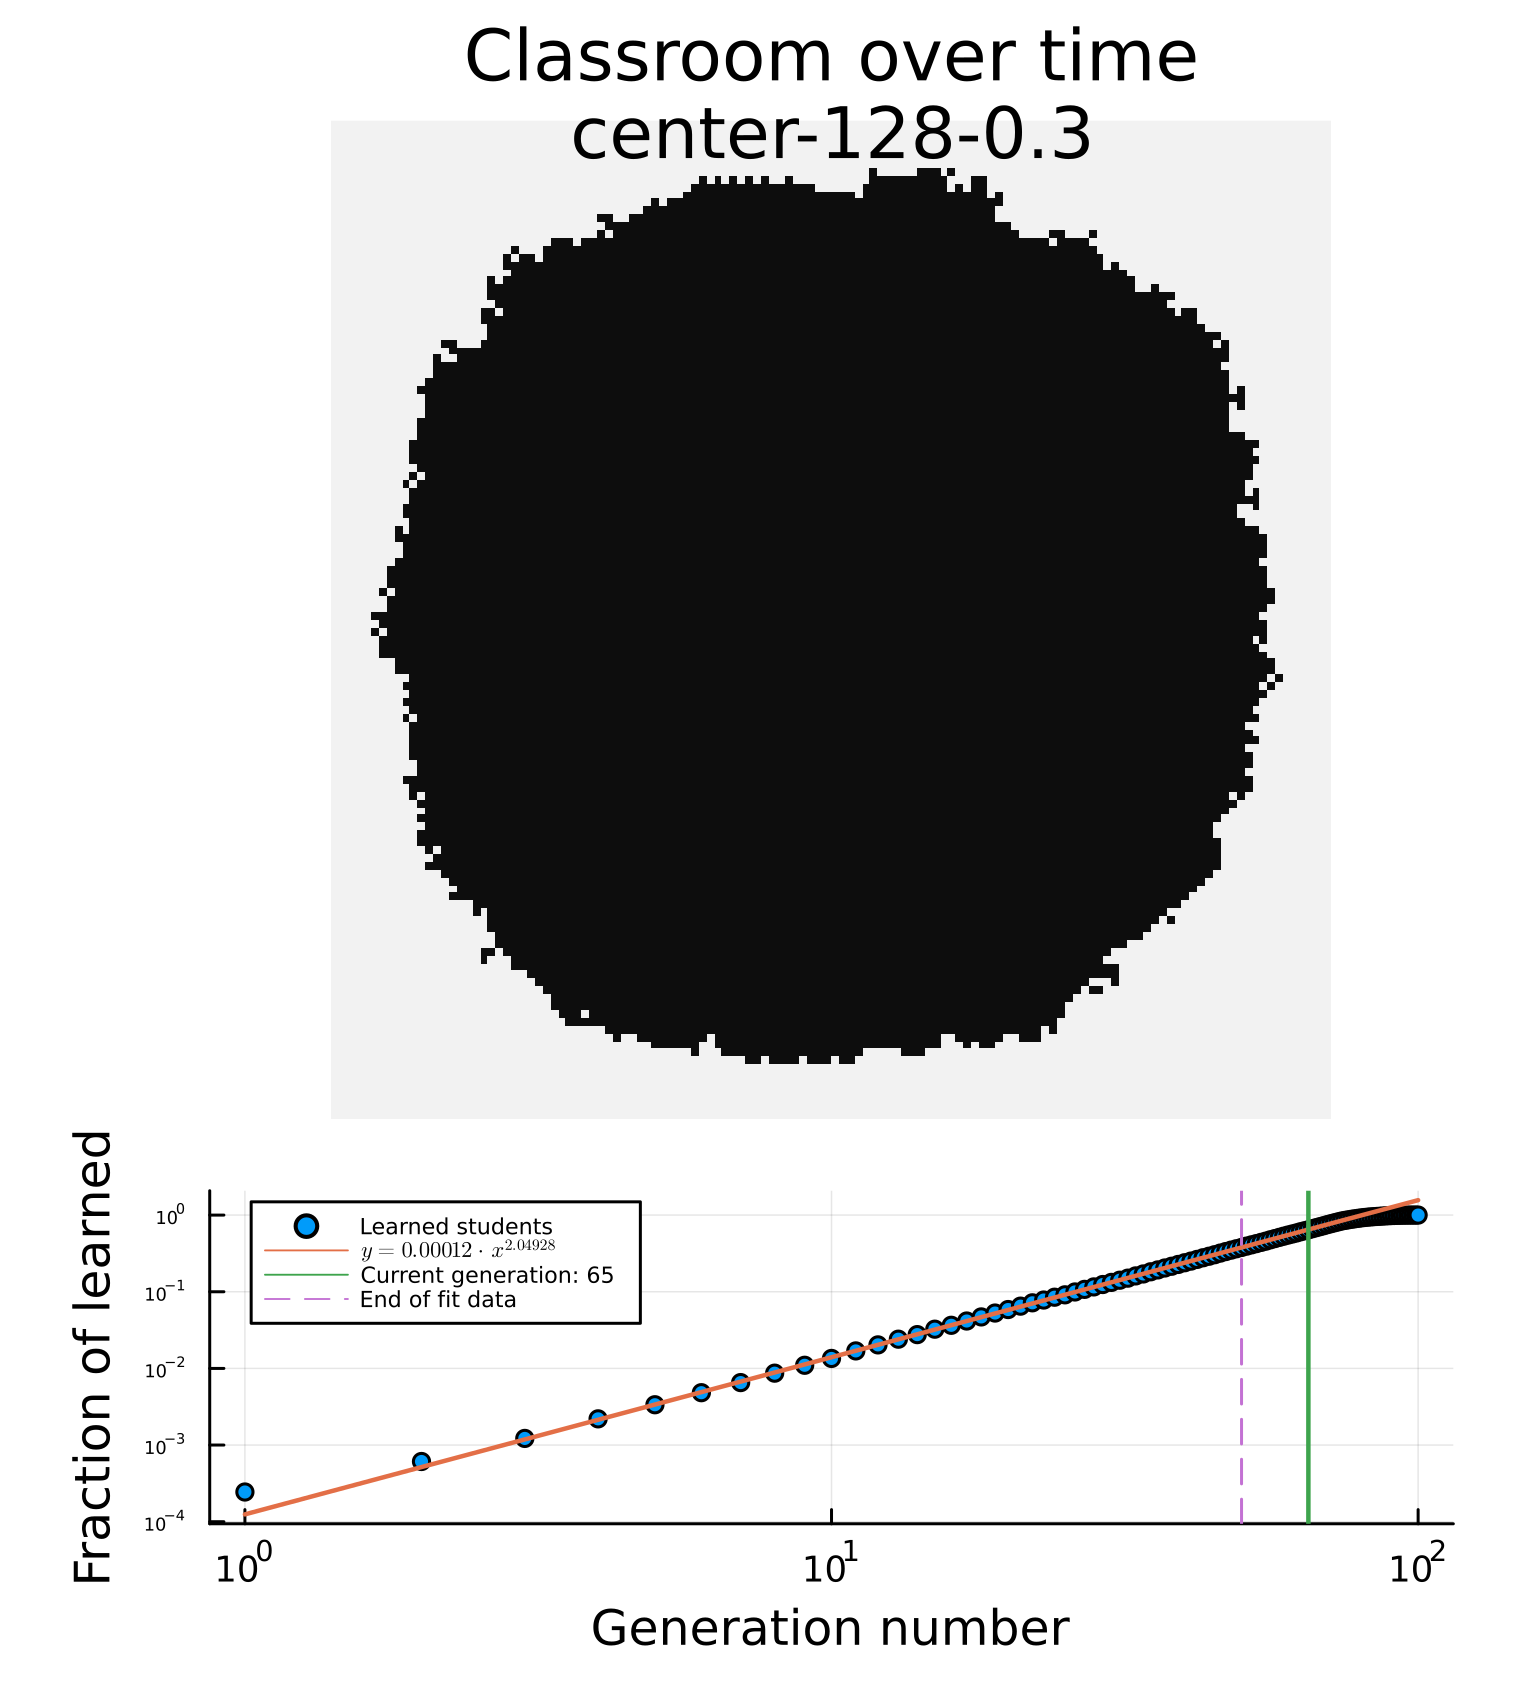 Classroom over time
center-128-0.3
Fraction of learned
10^0
10^-1
10^-2
10^-3
10^-4
Learned students
y = 0.00012 · x^2.04928
Current generation: 65
End of fit data
10^0 10^1 10^2
Generation number